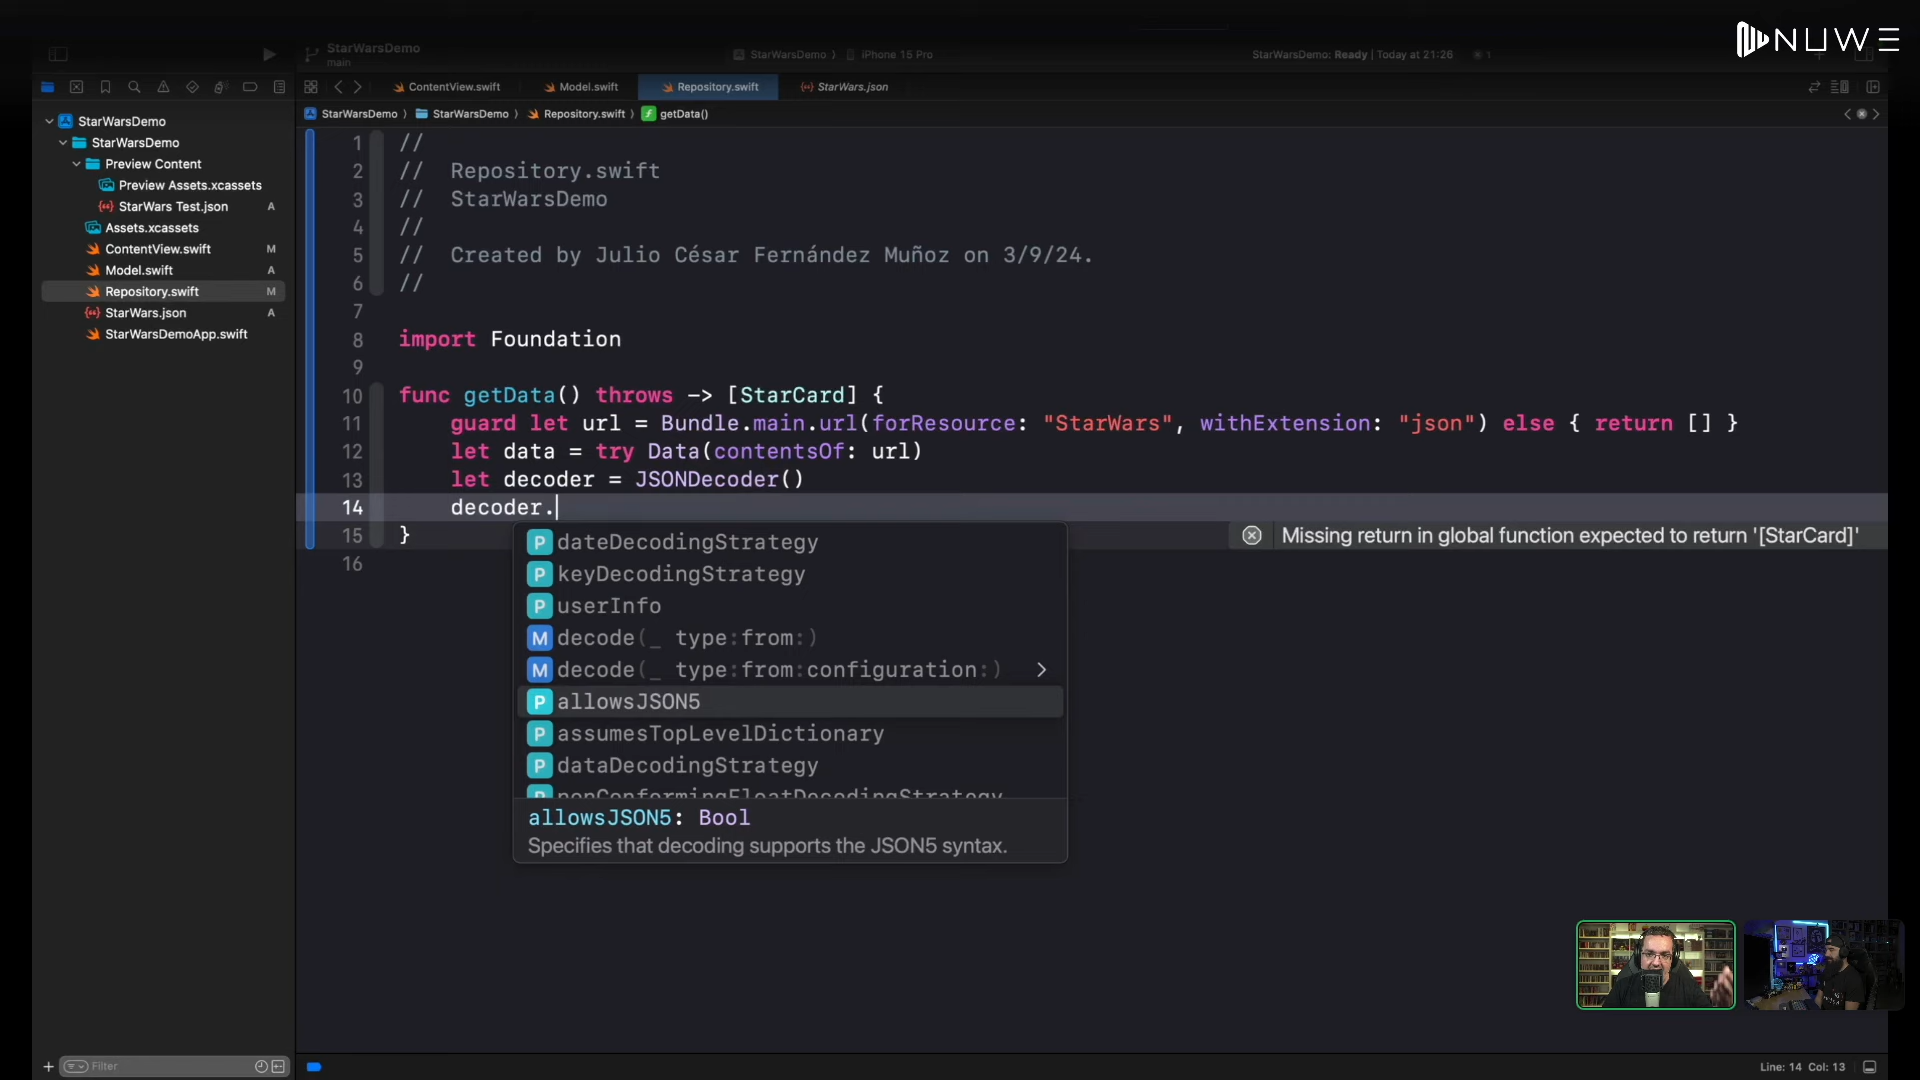 NUWE
StarWarsDemo
main
StarWarsDemo
iPhone 15 Pro
StarWarsDemo: Ready | Today at 21:26
1
ContentView.swift
Model.swift
Repository.swift
StarWars.json
StarWarsDemo
StarWarsDemo
Repository.swift
getData()
StarWarsDemo
StarWarsDemo
Preview Content
Preview Assets.xcassets
StarWars Test.json A
Assets.xcassets
ContentView.swift M
Model.swift A
Repository.swift M
StarWars.json A
StarWarsDemoApp.swift
1 //
2 // Repository.swift
3 // StarWarsDemo
4 //
5 // Created by Julio César Fernández Muñoz on 3/9/24.
6 //
7
8 import Foundation
9
10 func getData() throws -> [StarCard] {
11 guard let url = Bundle.main.url(forResource: "StarWars", withExtension: "json") else { return [] }
12 let data = try Data(contentsOf: url)
13 let decoder = JSONDecoder()
14 decoder.
15 }
Missing return in global function expected to return '[StarCard]'
16
P dateDecodingStrategy
P keyDecodingStrategy
P userInfo
M decode(_ type:from:)
M decode(_ type:from:configuration:)
P allowsJSON5
P assumesTopLevelDictionary
P dataDecodingStrategy
P nonConformingFloatDecodingStrategy
allowsJSON5: Bool
Specifies that decoding supports the JSON5 syntax.
Filter
Line: 14 Col: 13